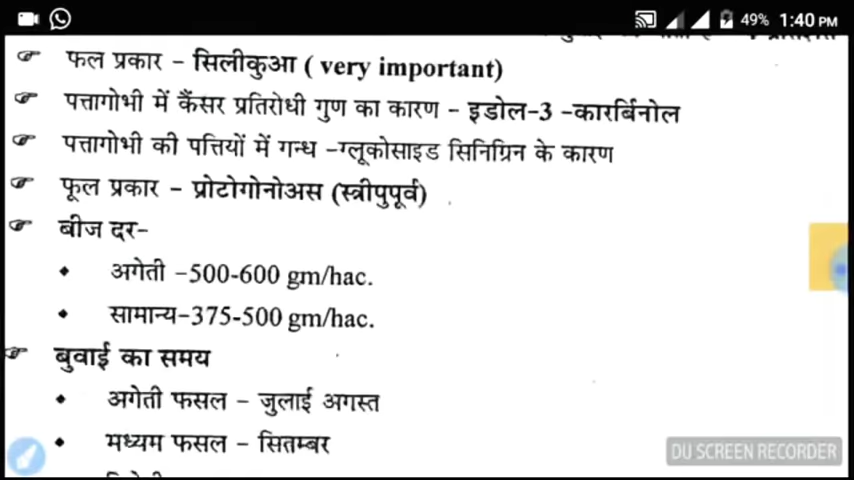 49% 1:40 PM
☞ फल प्रकार – सिलीकुआ ( very important)
☞ पत्तागोभी में कैंसर प्रतिरोधी गुण का कारण – इडोल-3 -कारर्बिनोल
☞ पत्तागोभी की पत्तियों में गन्ध –ग्लूकोसाइड सिनिग्रिन के कारण
☞ फूल प्रकार – प्रोटोगोनोअस (स्त्रीपुपूर्व)
☞ बीज दर-
• अगेती –500-600 gm/hac.
• सामान्य–375-500 gm/hac.
☞ बुवाई का समय
• अगेती फसल – जुलाई अगस्त
• मध्यम फसल – सितम्बर
DU SCREEN RECORDER